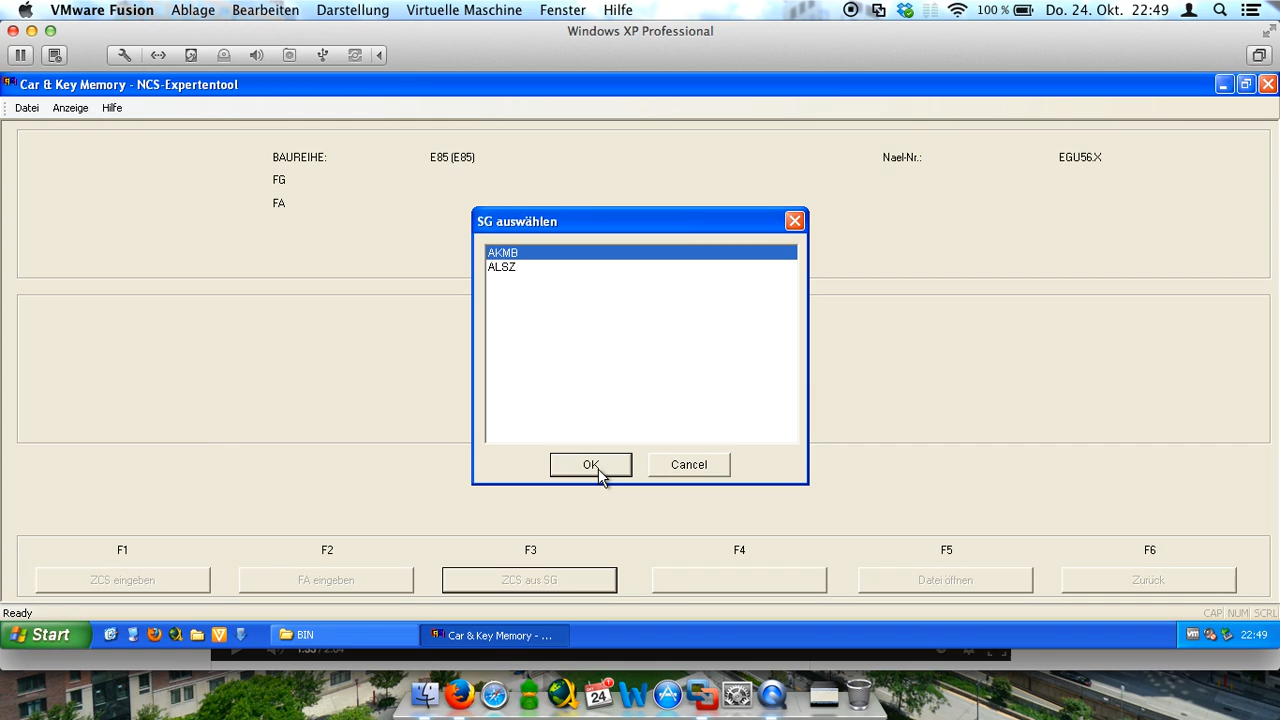 VMware Fusion Ablage Bearbeiten Darstellung Virtuelle Maschine Fenster Hilfe 100 % Do. 24. Okt. 22:49
Windows XP Professional
Car & Key Memory - NCS-Expertentool
Datei Anzeige Hilfe
BAUREIHE: E85 (E85) Nael-Nr.: EGU56.X
FG
FA
SG auswählen
AKMB
ALSZ
OK Cancel
F1 F2 F3 F4 F5 F6
ZCS eingeben FA eingeben ZCS aus SG Datei öffnen Zurück
Ready CAP NUM SCRL
Start BIN Car & Key Memory - ... 22:49
24